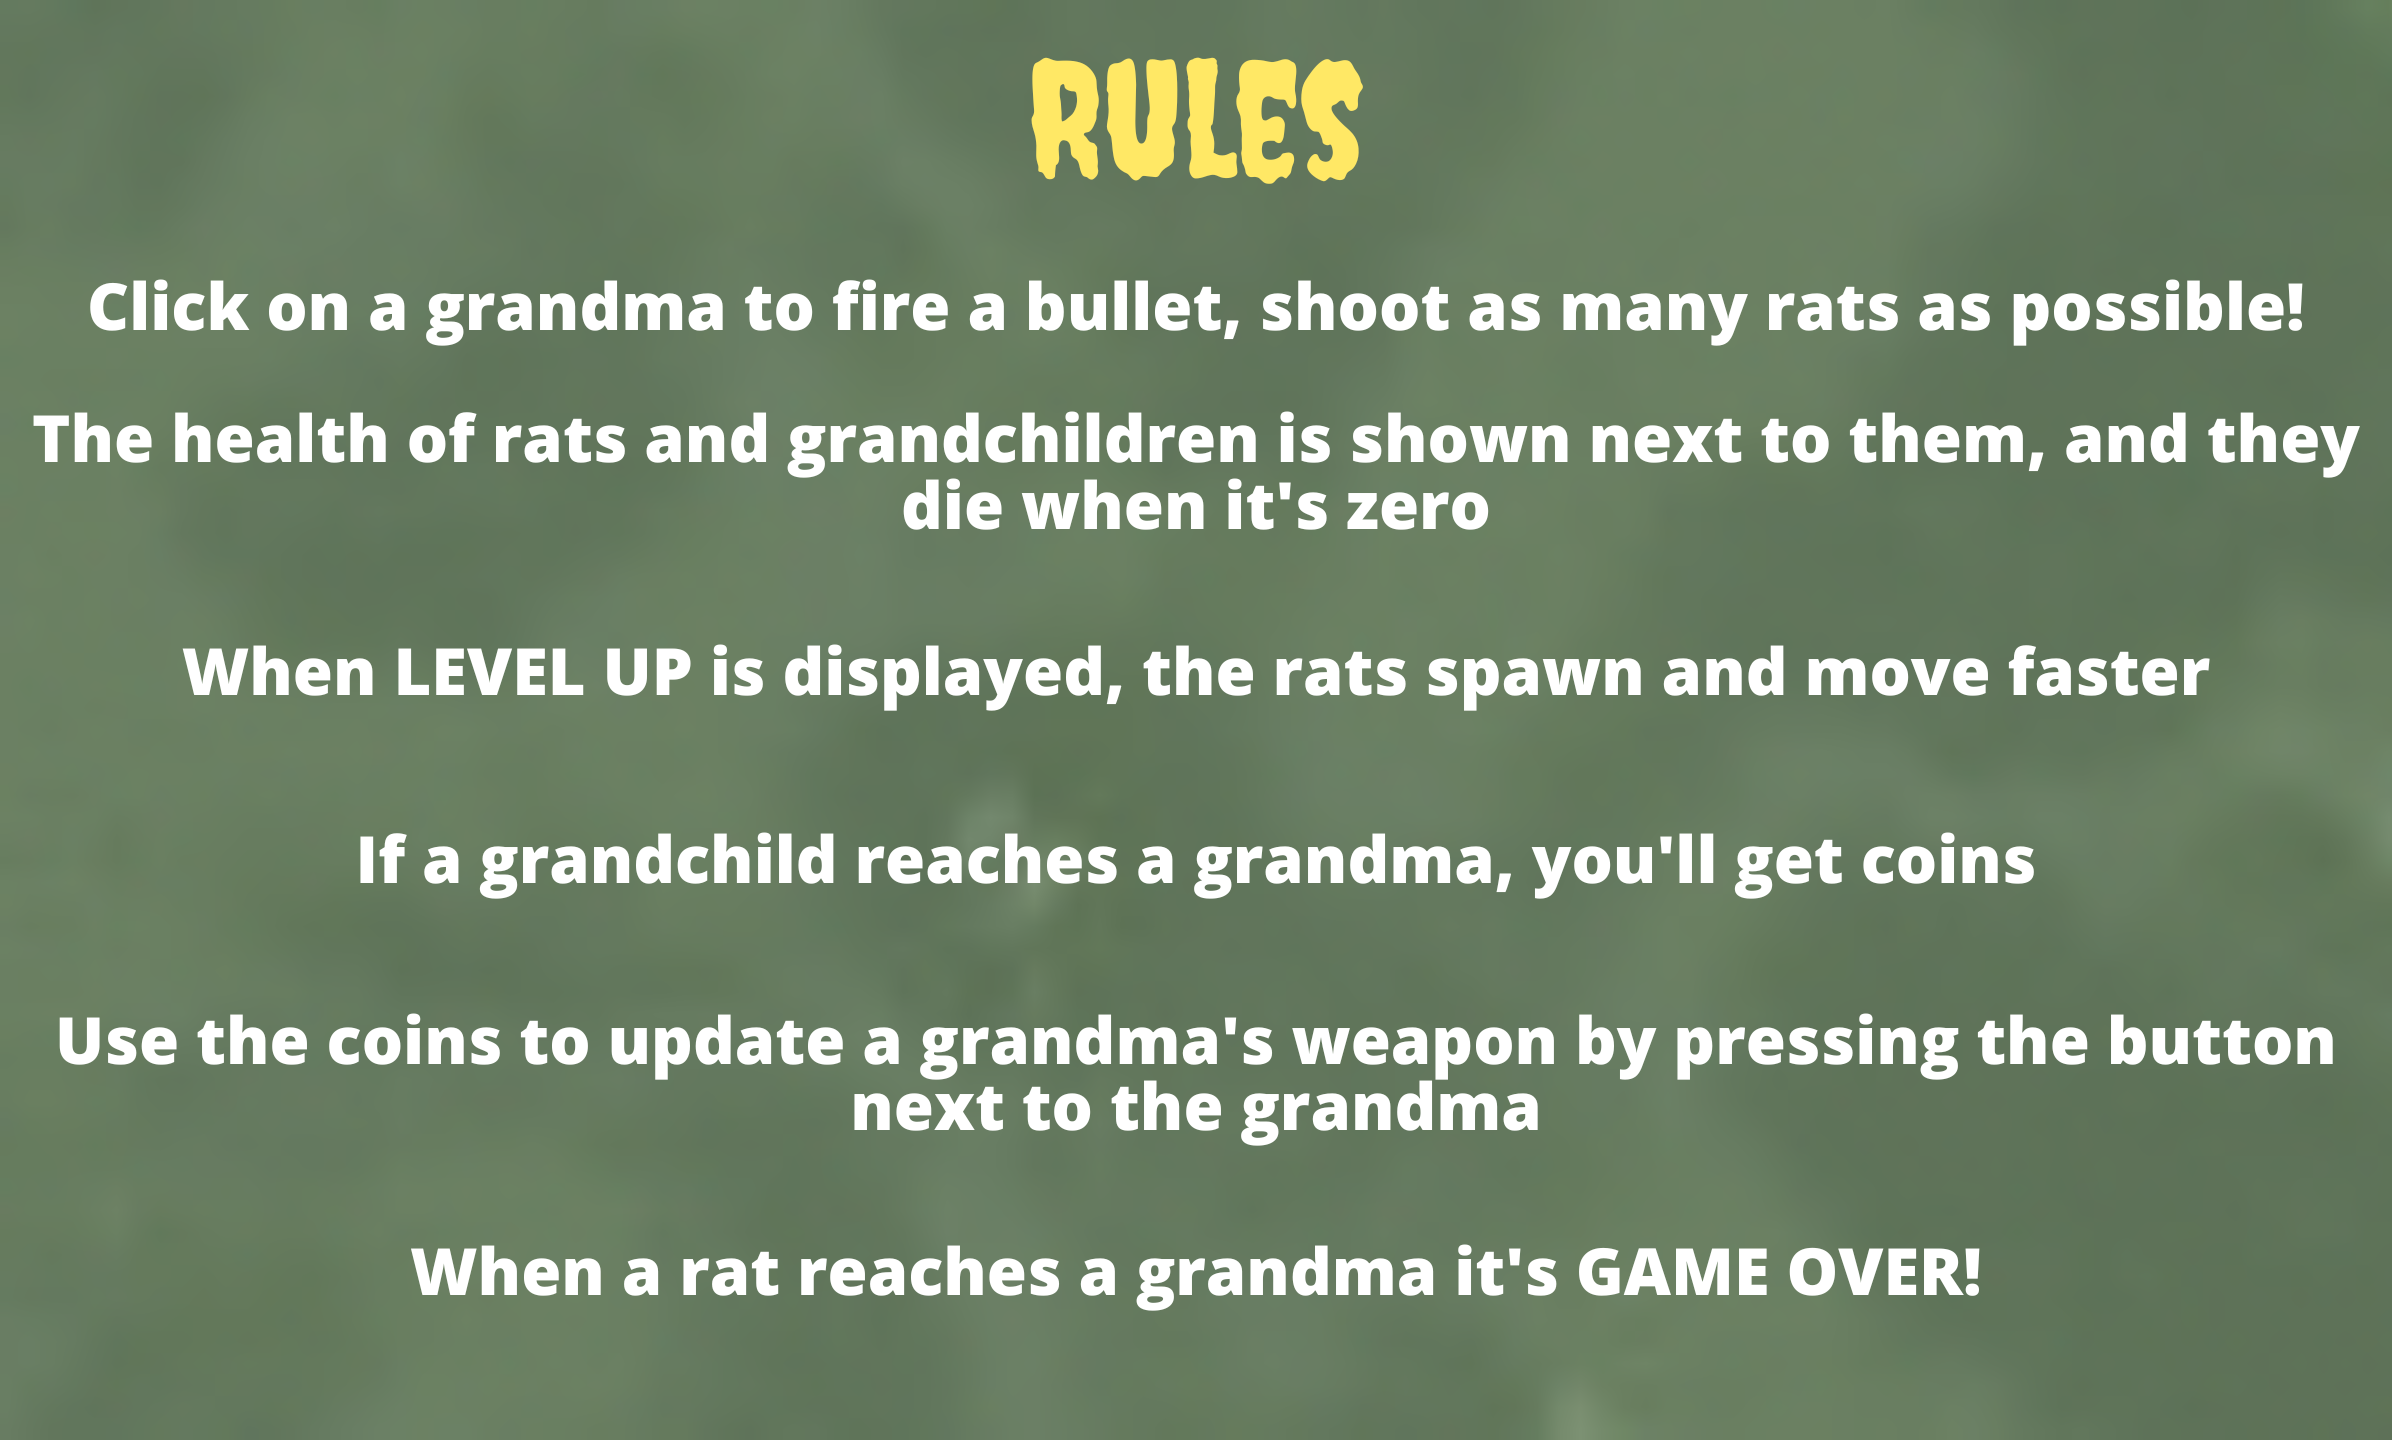 RULES
Click on a grandma to fire a bullet, shoot as many rats as possible!
The health of rats and grandchildren is shown next to them, and they
die when it's zero
When LEVEL UP is displayed, the rats spawn and move faster
If a grandchild reaches a grandma, you'll get coins
Use the coins to update a grandma's weapon by pressing the button
next to the grandma
When a rat reaches a grandma it's GAME OVER!